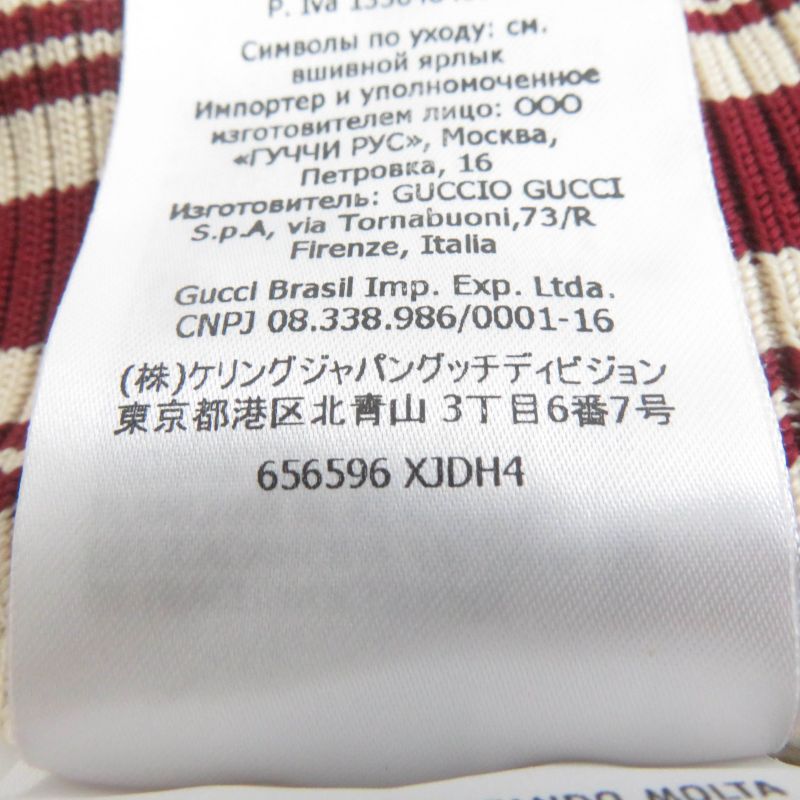 P. Iva
Символы по уходу: см.
вшивной ярлык
Импортер и уполномоченное
изготовителем лицо: ООО
«ГУЧЧИ РУС», Москва,
Петровка, 16
Изготовитель: GUCCIO GUCCI
S.p.A, via Tornabuoni,73/R
Firenze, Italia
Gucci Brasil Imp. Exp. Ltda.
CNPJ 08.338.986/0001-16
(株)ケリングジャパングッチディビジョン
東京都港区北青山 3丁目6番7号
656596 XJDH4
MOLTA